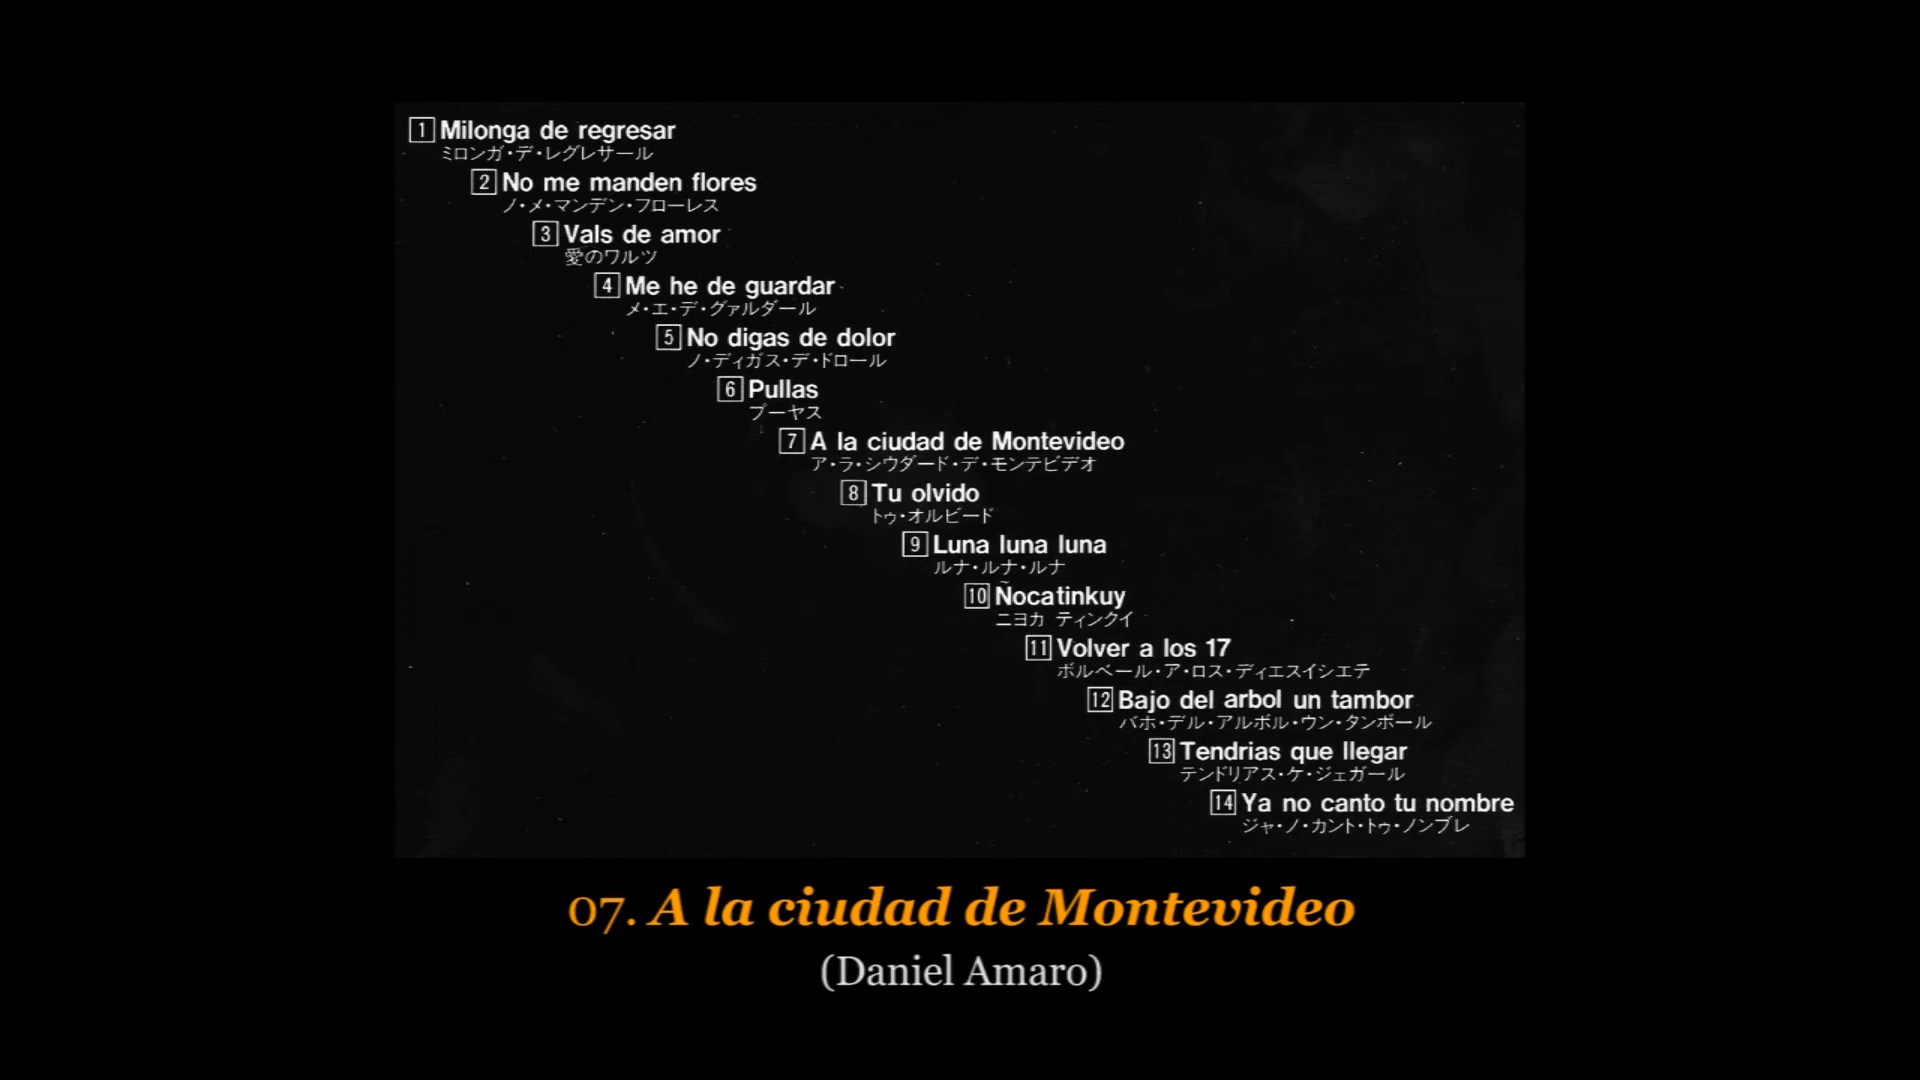 1 Milonga de regresar
ミロンガ・デ・レグレサール
2 No me manden flores
ノ・メ・マンデン・フローレス
3 Vals de amor
愛のワルツ
4 Me he de guardar
メ・エ・デ・グァルダール
5 No digas de dolor
ノ・ディガス・デ・ドロール
6 Pullas
プーヤス
7 A la ciudad de Montevideo
ア・ラ・シウダード・デ・モンテビデオ
8 Tu olvido
トゥ・オルビード
9 Luna luna luna
ルナ・ルナ・ルナ
10 Ñocatinkuy
ニヨカ ティンクイ
11 Volver a los 17
ボルベール・ア・ロス・ディエスイシエテ
12 Bajo del arbol un tambor
バホ・デル・アルボル・ウン・タンボール
13 Tendrias que llegar
テンドリアス・ケ・ジェガール
14 Ya no canto tu nombre
ジャ・ノ・カント・トゥ・ノンブレ
07. A la ciudad de Montevideo
(Daniel Amaro)